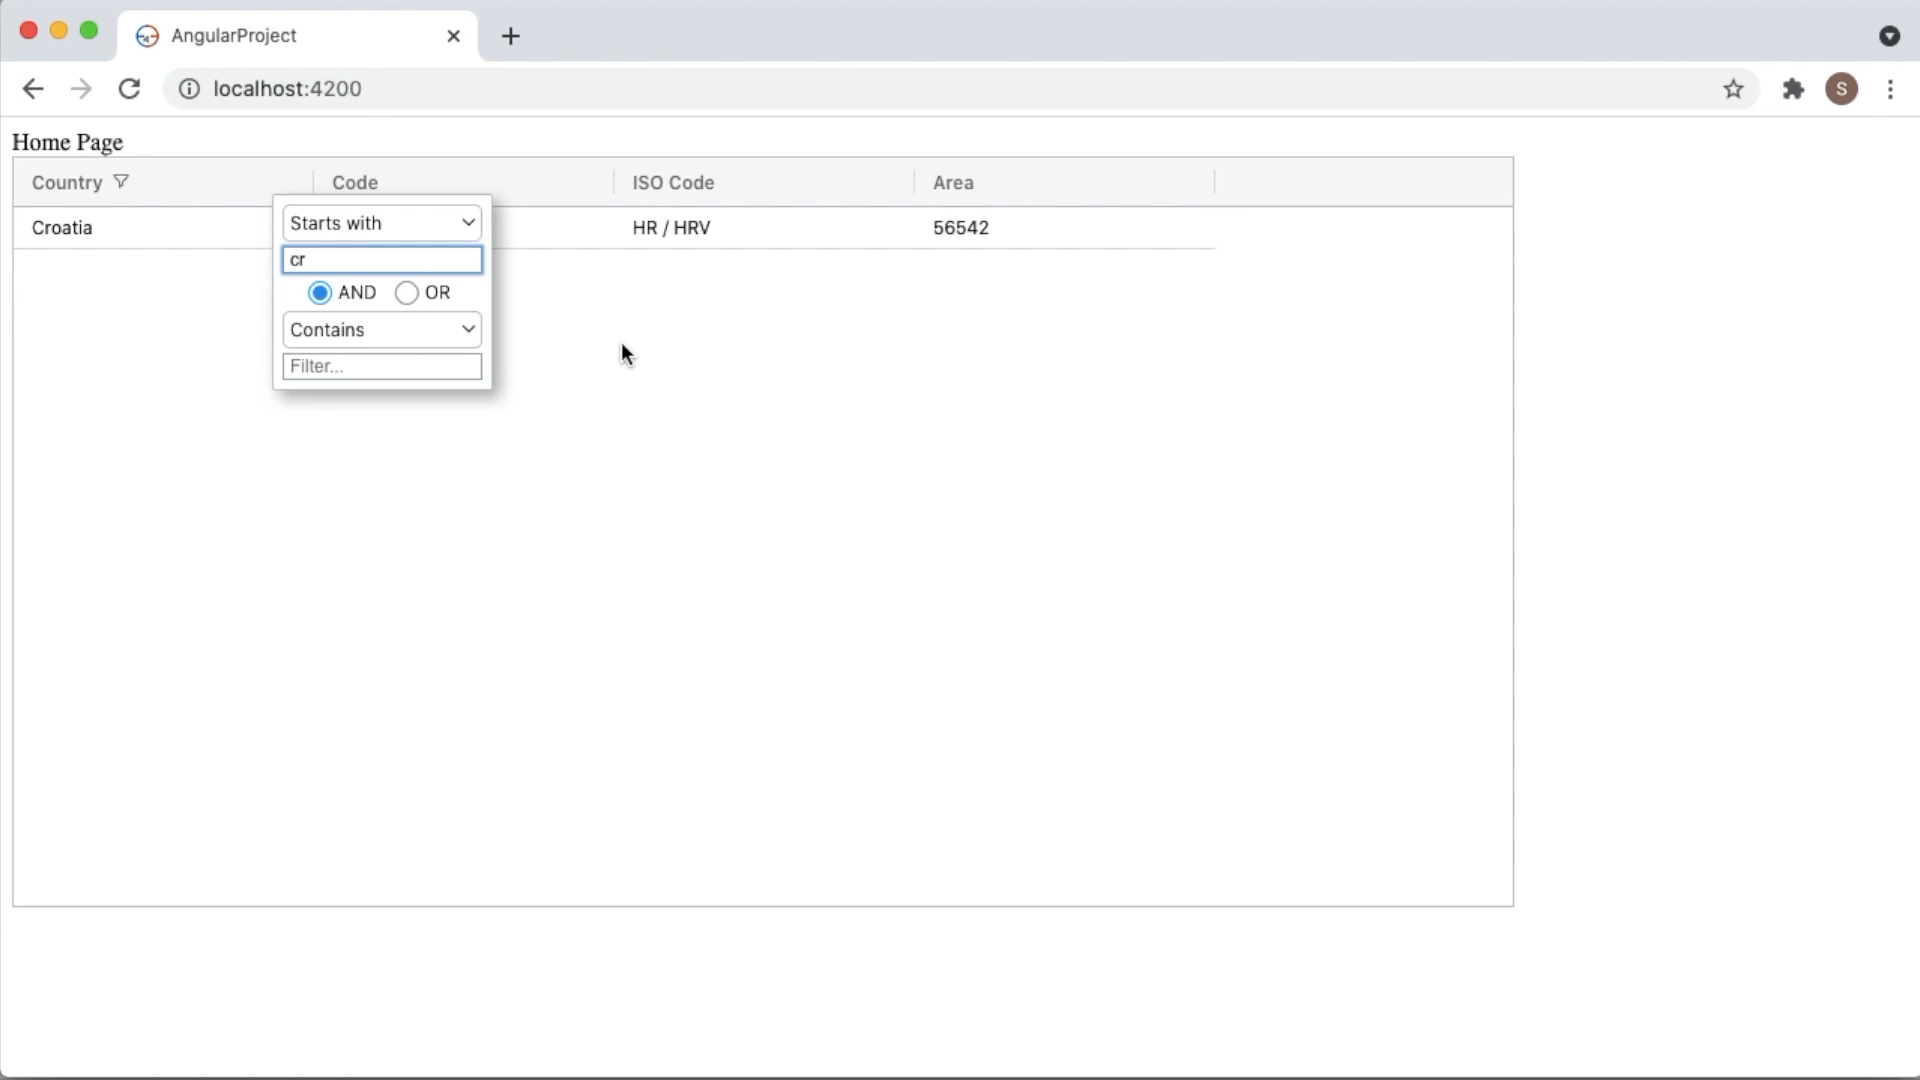 AngularProject
localhost:4200
S
Home Page
Country Code ISO Code Area
Croatia HR / HRV 56542
Starts with
cr
AND OR
Contains
Filter...